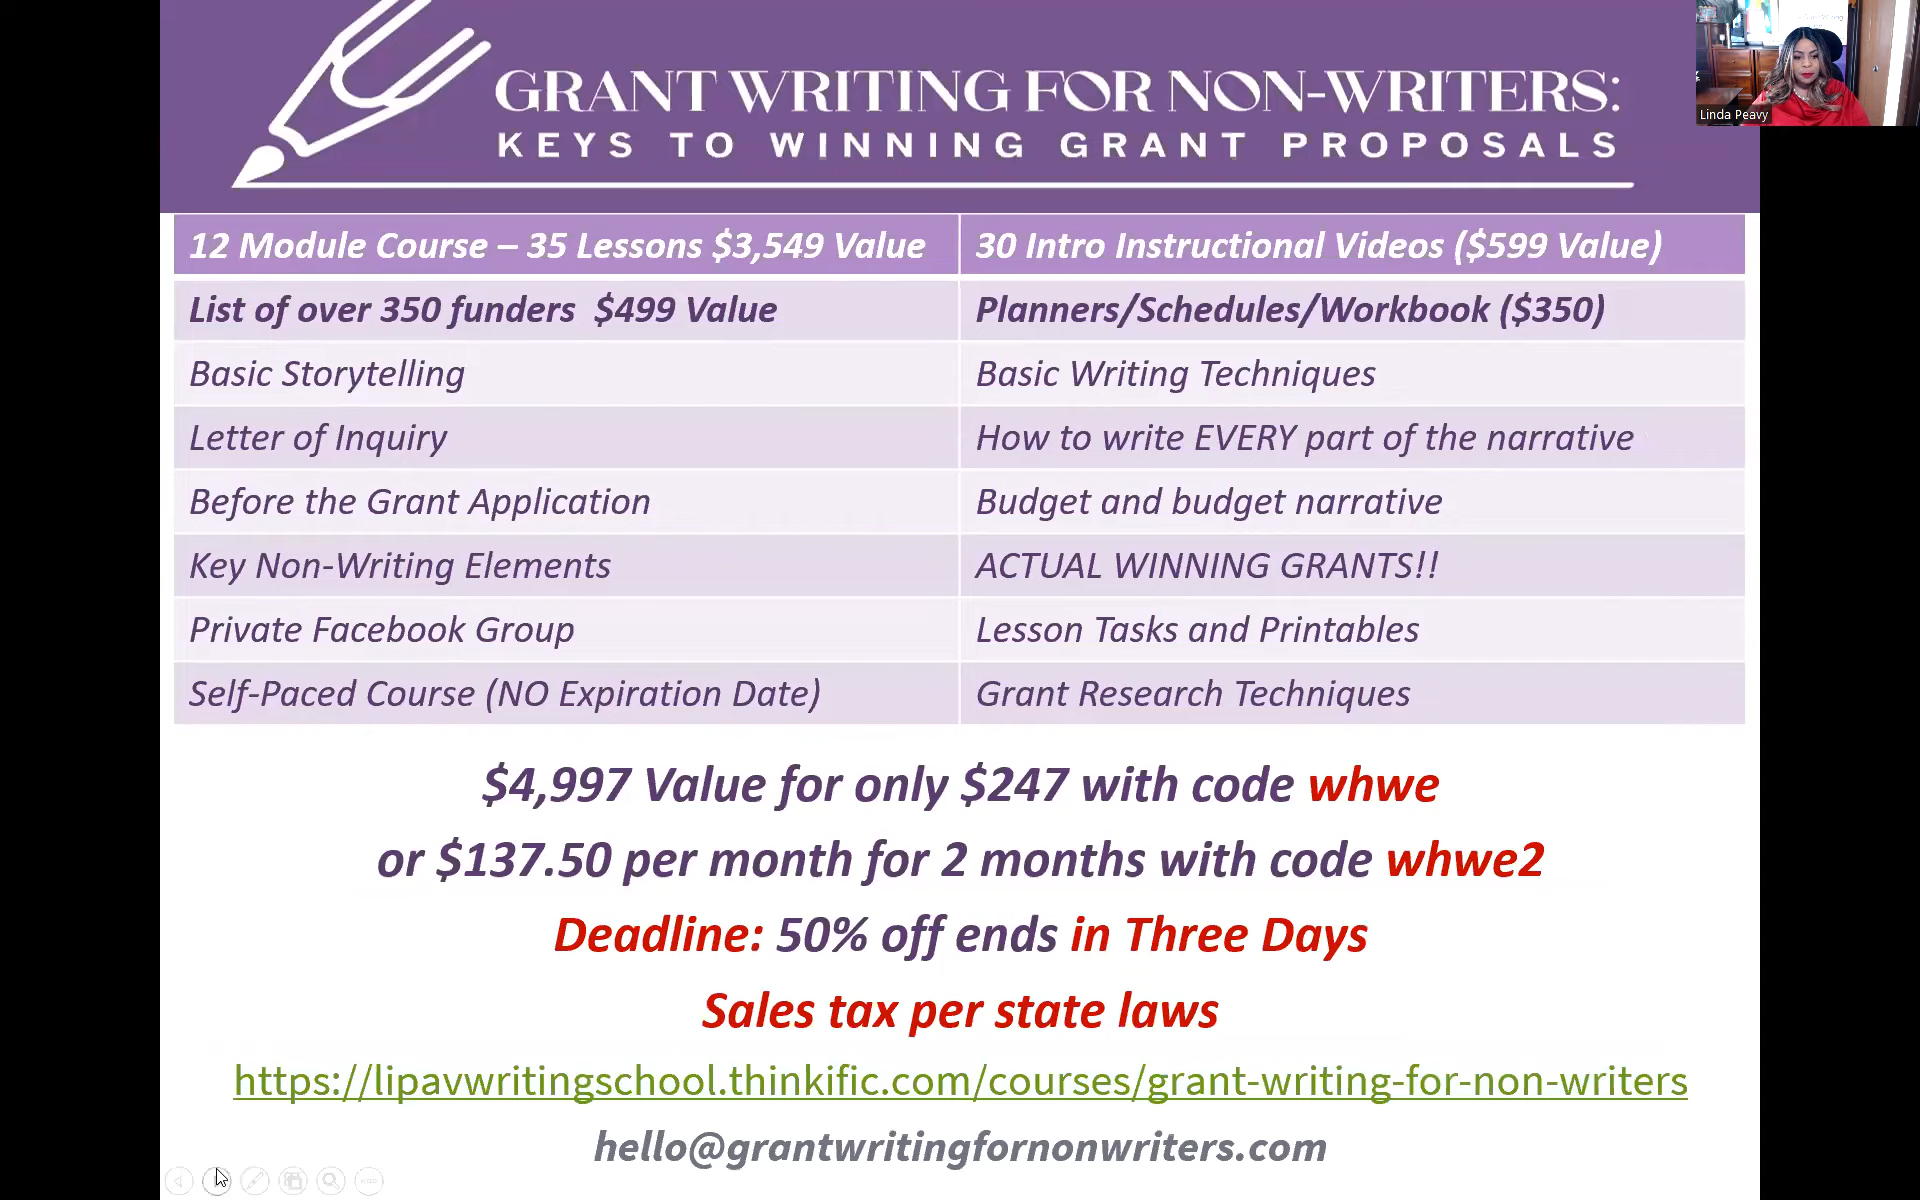 GRANT WRITING FOR NON-WRITERS:
KEYS TO WINNING GRANT PROPOSALS
Linda Peavy
12 Module Course – 35 Lessons $3,549 Value
30 Intro Instructional Videos ($599 Value)
List of over 350 funders  $499 Value
Planners/Schedules/Workbook ($350)
Basic Storytelling
Basic Writing Techniques
Letter of Inquiry
How to write EVERY part of the narrative
Before the Grant Application
Budget and budget narrative
Key Non-Writing Elements
ACTUAL WINNING GRANTS!!
Private Facebook Group
Lesson Tasks and Printables
Self-Paced Course (NO Expiration Date)
Grant Research Techniques
$4,997 Value for only $247 with code whwe
or $137.50 per month for 2 months with code whwe2
Deadline: 50% off ends in Three Days
Sales tax per state laws
https://lipavwritingschool.thinkific.com/courses/grant-writing-for-non-writers
hello@grantwritingfornonwriters.com